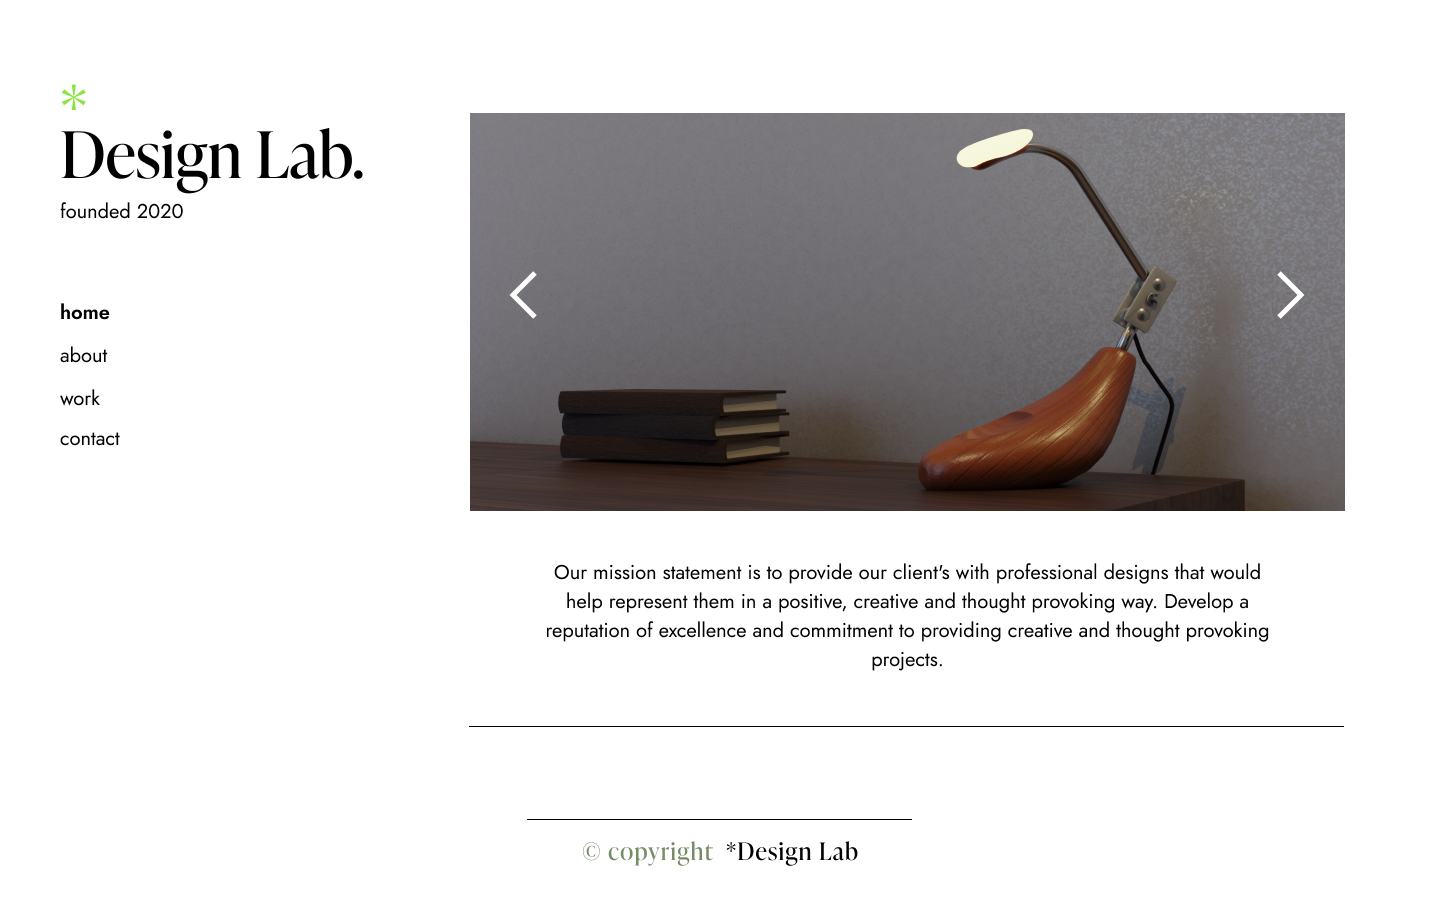 *
Design Lab.
founded 2020
home
about
work
contact
Our mission statement is to provide our client's with professional designs that would
help represent them in a positive, creative and thought provoking way. Develop a
reputation of excellence and commitment to providing creative and thought provoking
projects.
© copyright *Design Lab